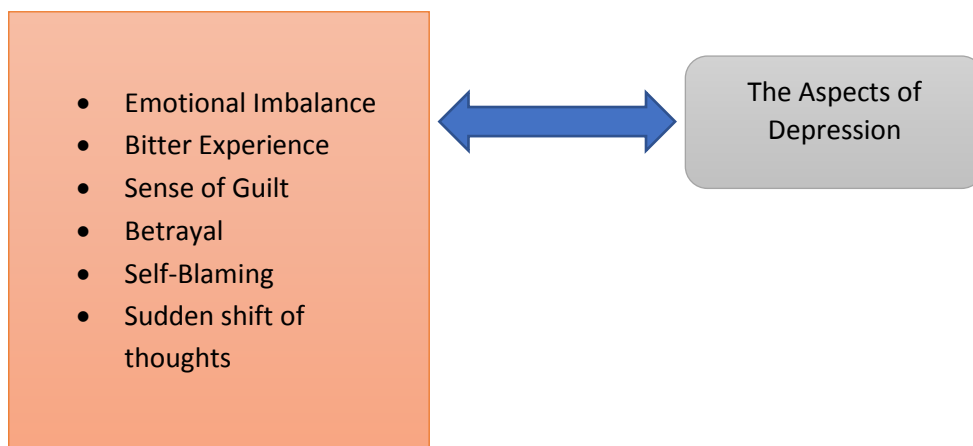 • Emotional Imbalance
• Bitter Experience
• Sense of Guilt
• Betrayal
• Self-Blaming
• Sudden shift of
thoughts
The Aspects of
Depression